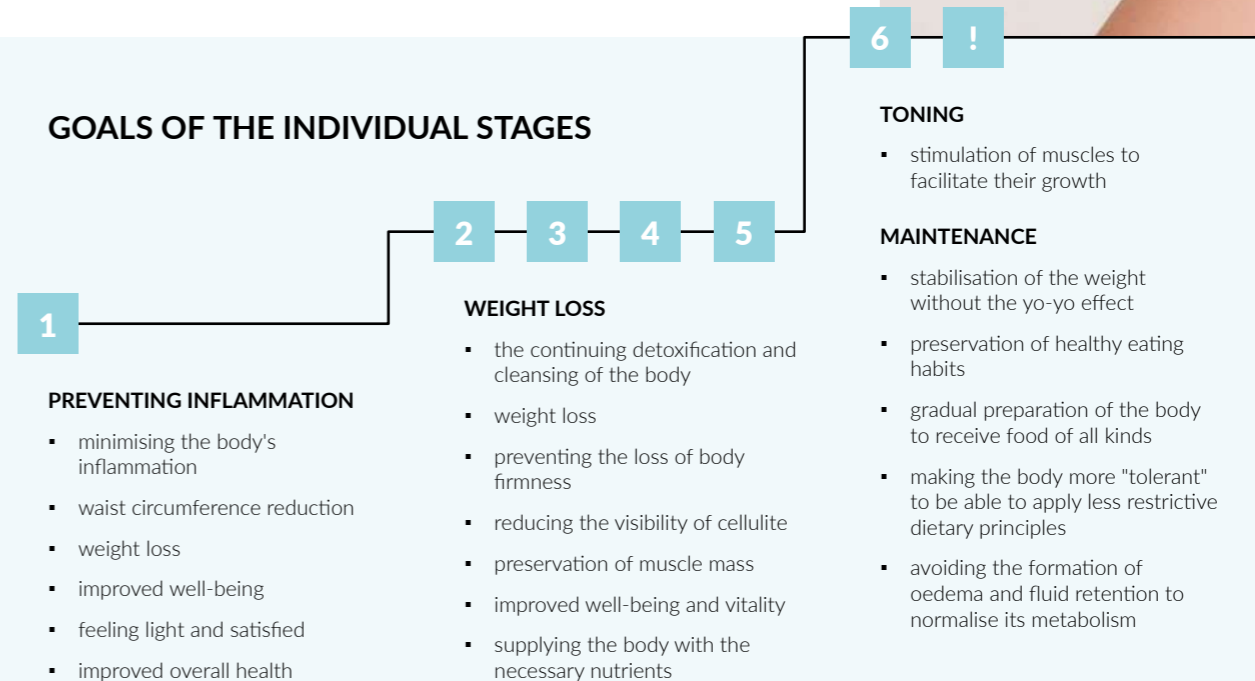 GOALS OF THE INDIVIDUAL STAGES
1
PREVENTING INFLAMMATION
▪ minimising the body's
inflammation
▪ waist circumference reduction
▪ weight loss
▪ improved well-being
▪ feeling light and satisfied
▪ improved overall health
2 3 4 5
WEIGHT LOSS
▪ the continuing detoxification and
cleansing of the body
▪ weight loss
▪ preventing the loss of body
firmness
▪ reducing the visibility of cellulite
▪ preservation of muscle mass
▪ improved well-being and vitality
▪ supplying the body with the
necessary nutrients
6 !
TONING
▪ stimulation of muscles to
facilitate their growth
MAINTENANCE
▪ stabilisation of the weight
without the yo-yo effect
▪ preservation of healthy eating
habits
▪ gradual preparation of the body
to receive food of all kinds
▪ making the body more "tolerant"
to be able to apply less restrictive
dietary principles
▪ avoiding the formation of
oedema and fluid retention to
normalise its metabolism